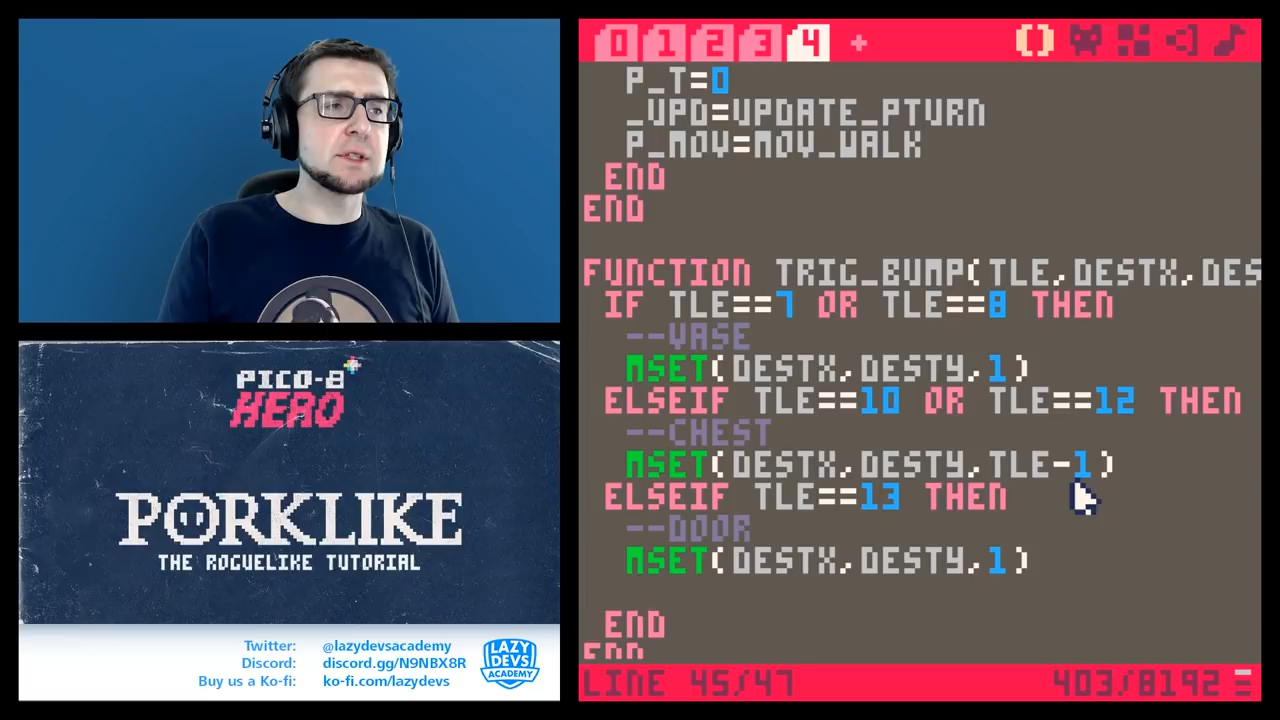 PICO-8
HERO
PORKLIKE
THE ROGUELIKE TUTORIAL
Twitter: @lazydevsacademy
Discord: discord.gg/N9NBX8R
Buy us a Ko-fi: ko-fi.com/lazydevs
LAZY
DEVS
ACADEMY
0 1 2 3 4 +
P_T=0
_UPD=UPDATE_PTURN
P_MOV=MOV_WALK
END
END
FUNCTION TRIG_BUMP(TLE,DESTX,DES
IF TLE==7 OR TLE==8 THEN
--VASE
MSET(DESTX,DESTY,1)
ELSEIF TLE==10 OR TLE==12 THEN
--CHEST
MSET(DESTX,DESTY,TLE-1)
ELSEIF TLE==13 THEN
--DOOR
MSET(DESTX,DESTY,1)
END
END
LINE 45/47 403/8192